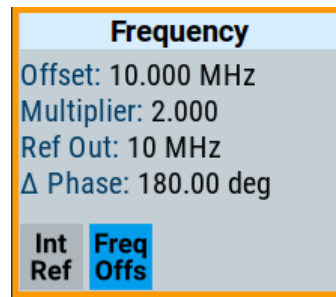 Frequency
Offset: 10.000 MHz
Multiplier: 2.000
Ref Out: 10 MHz
Δ Phase: 180.00 deg
Int Freq
Ref Offs